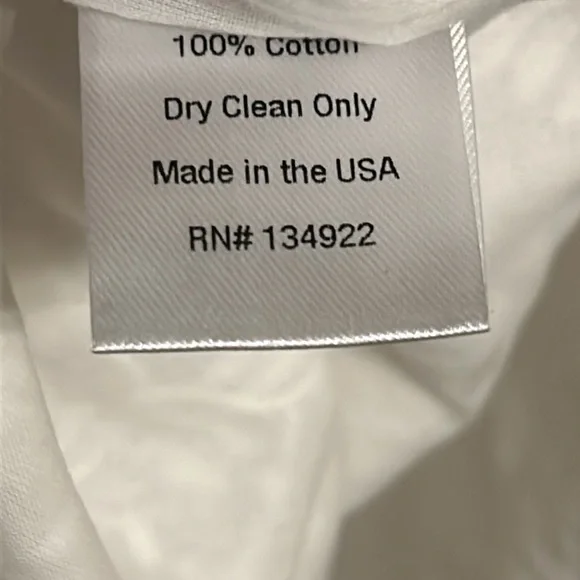 100% Cotton
Dry Clean Only
Made in the USA
RN# 134922